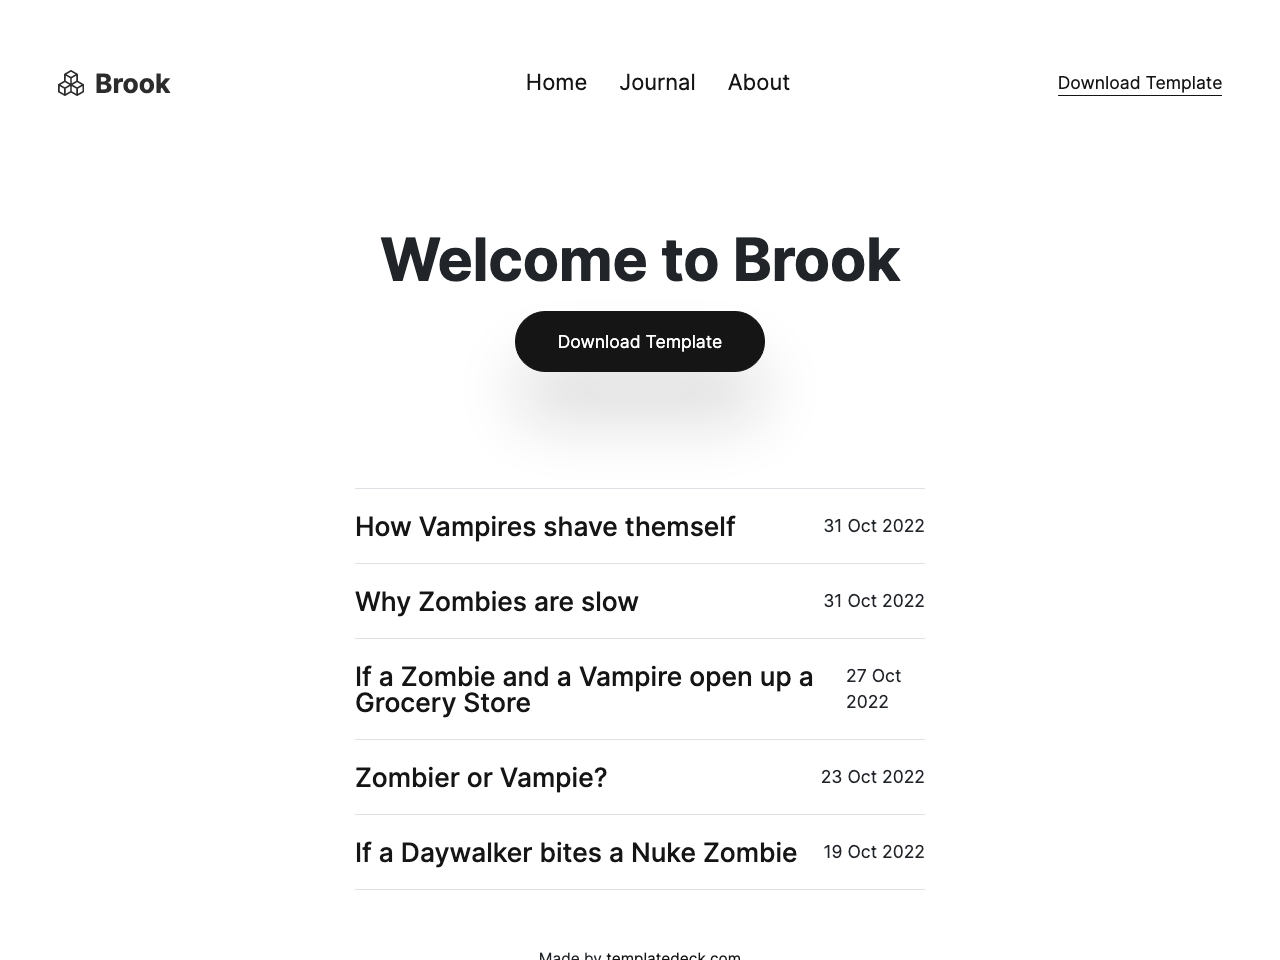 Brook
Home Journal About
Download Template
Welcome to Brook
Download Template
How Vampires shave themself
31 Oct 2022
Why Zombies are slow
31 Oct 2022
If a Zombie and a Vampire open up a
Grocery Store
27 Oct
2022
Zombier or Vampie?
23 Oct 2022
If a Daywalker bites a Nuke Zombie
19 Oct 2022
Made by templatedeck.com